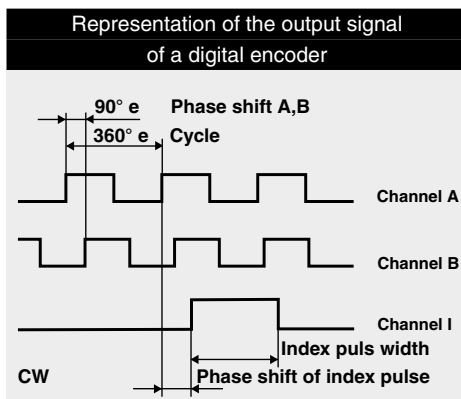 Representation of the output signal
of a digital encoder
90° e Phase shift A,B
360° e Cycle
Channel A
Channel B
Channel I
Index puls width
CW Phase shift of index pulse